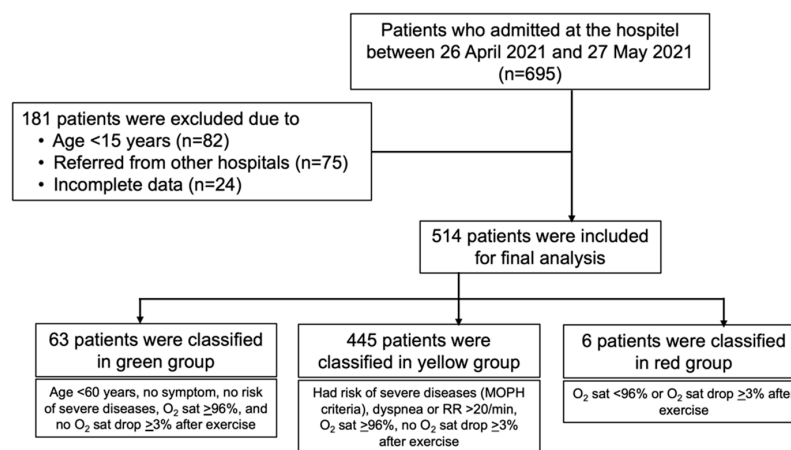 Patients who admitted at the hospitel
between 26 April 2021 and 27 May 2021
(n=695)
181 patients were excluded due to
• Age <15 years (n=82)
• Referred from other hospitals (n=75)
• Incomplete data (n=24)
514 patients were included
for final analysis
63 patients were classified
in green group
Age <60 years, no symptom, no risk
of severe diseases, O₂ sat ≥96%, and
no O₂ sat drop ≥3% after exercise
445 patients were
classified in yellow group
Had risk of severe diseases (MOPH
criteria), dyspnea or RR >20/min,
O₂ sat ≥96%, no O₂ sat drop ≥3%
after exercise
6 patients were classified
in red group
O₂ sat <96% or O₂ sat drop ≥3% after
exercise